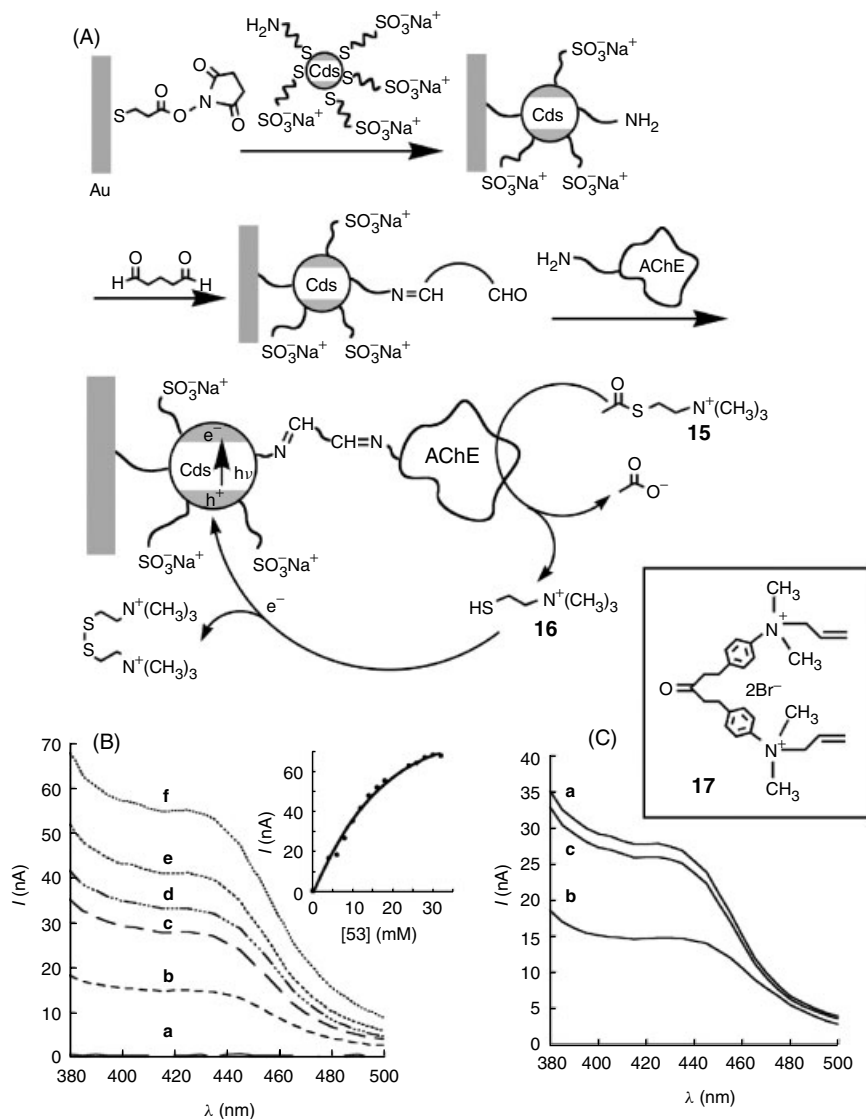 (A)
O
S
O
O
N
O
Au
H₂N
SO₃⁻Na⁺
S
S
S
S
S
Cds
SO₃⁻Na⁺
SO₃⁻Na⁺
SO₃⁻Na⁺
SO₃⁻Na⁺
Cds
NH₂
SO₃⁻Na⁺
SO₃⁻Na⁺
O
O
H
H
SO₃⁻Na⁺
Cds
N=CH
CHO
SO₃⁻Na⁺
SO₃⁻Na⁺
H₂N
AChE
SO₃⁻Na⁺
e⁻
Cds
hν
h⁺
N
CH
CH=N
AChE
SO₃⁻Na⁺
SO₃⁻Na⁺
O
S
N⁺(CH₃)₃
15
O
O⁻
HS
N⁺(CH₃)₃
16
e⁻
N⁺(CH₃)₃
S
S
N⁺(CH₃)₃
CH₃
N⁺
CH₃
O
2Br⁻
CH₃
N⁺
CH₃
17
(B)
70
60
50
40
30
20
10
0
I (nA)
f
e
d
c
b
a
380 400 420 440 460 480 500
λ (nm)
60
40
20
0
I (nA)
0 10 20 30
[53] (mM)
(C)
40
35
30
25
20
15
10
5
0
I (nA)
a
c
b
380 400 420 440 460 480 500
λ (nm)